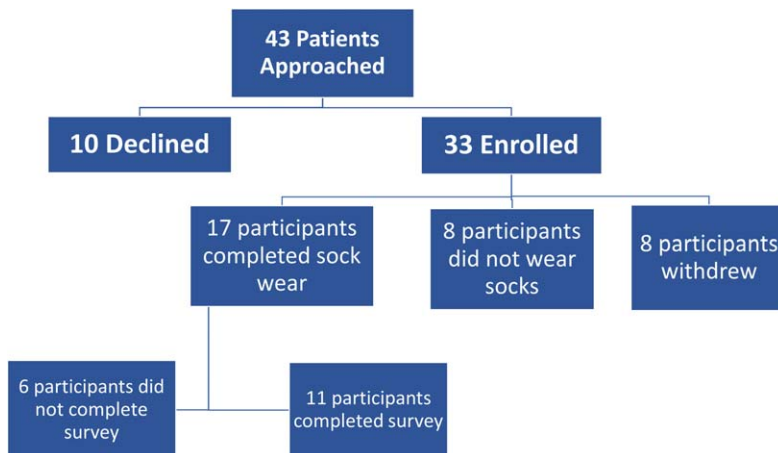 43 Patients
Approached
10 Declined
33 Enrolled
17 participants
completed sock
wear
8 participants
did not wear
socks
8 participants
withdrew
6 participants did
not complete
survey
11 participants
completed survey